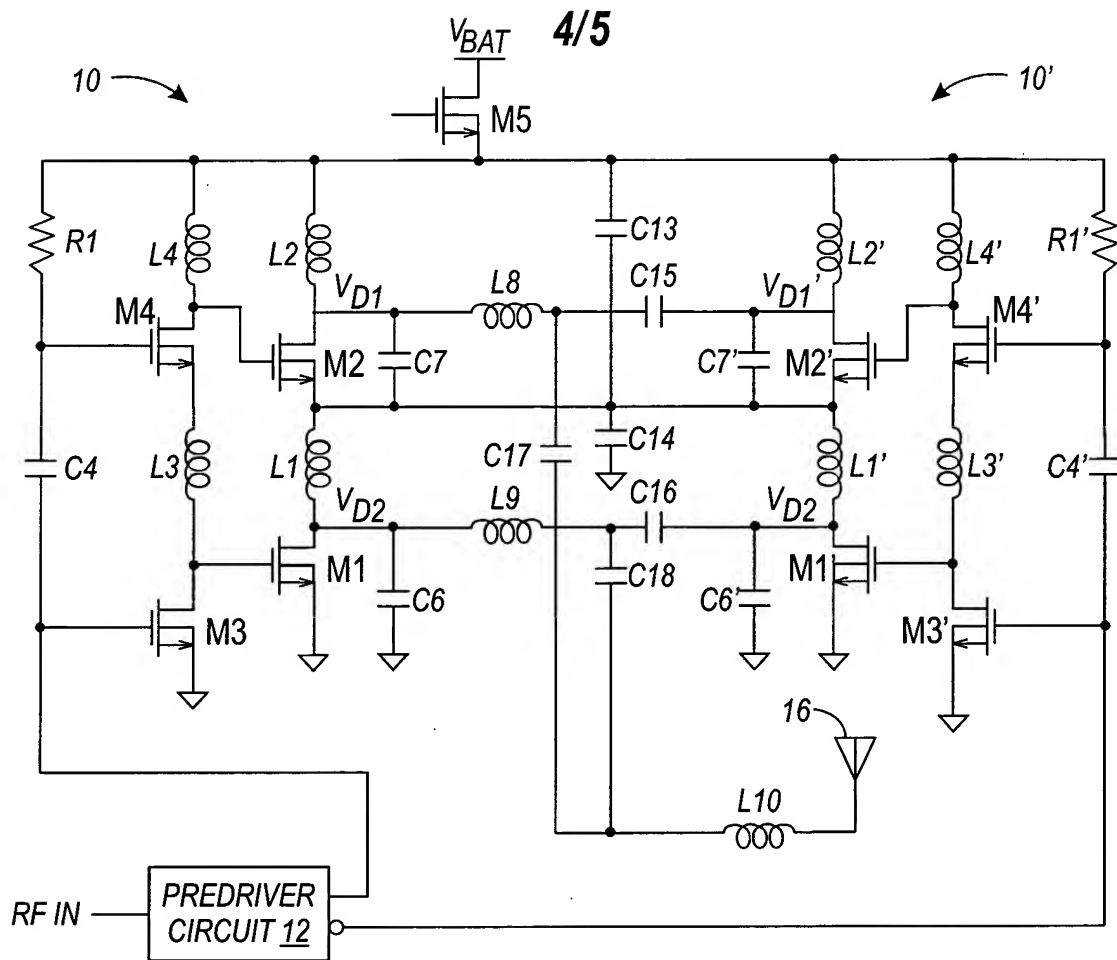 4/5
V_BAT
10
10'
M5
R1
L4
L2
C13
L2'
L4'
R1'
V_D1
L8
C15
V_D1'
M4
M4'
M2
C7
C7'
M2'
C4
L3
L1
C17
C14
L1'
L3'
C4'
V_D2
L9
C16
V_D2
M1
C18
M1'
C6
C6'
M3
M3'
16
L10
RF IN
PREDRIVER
CIRCUIT 12